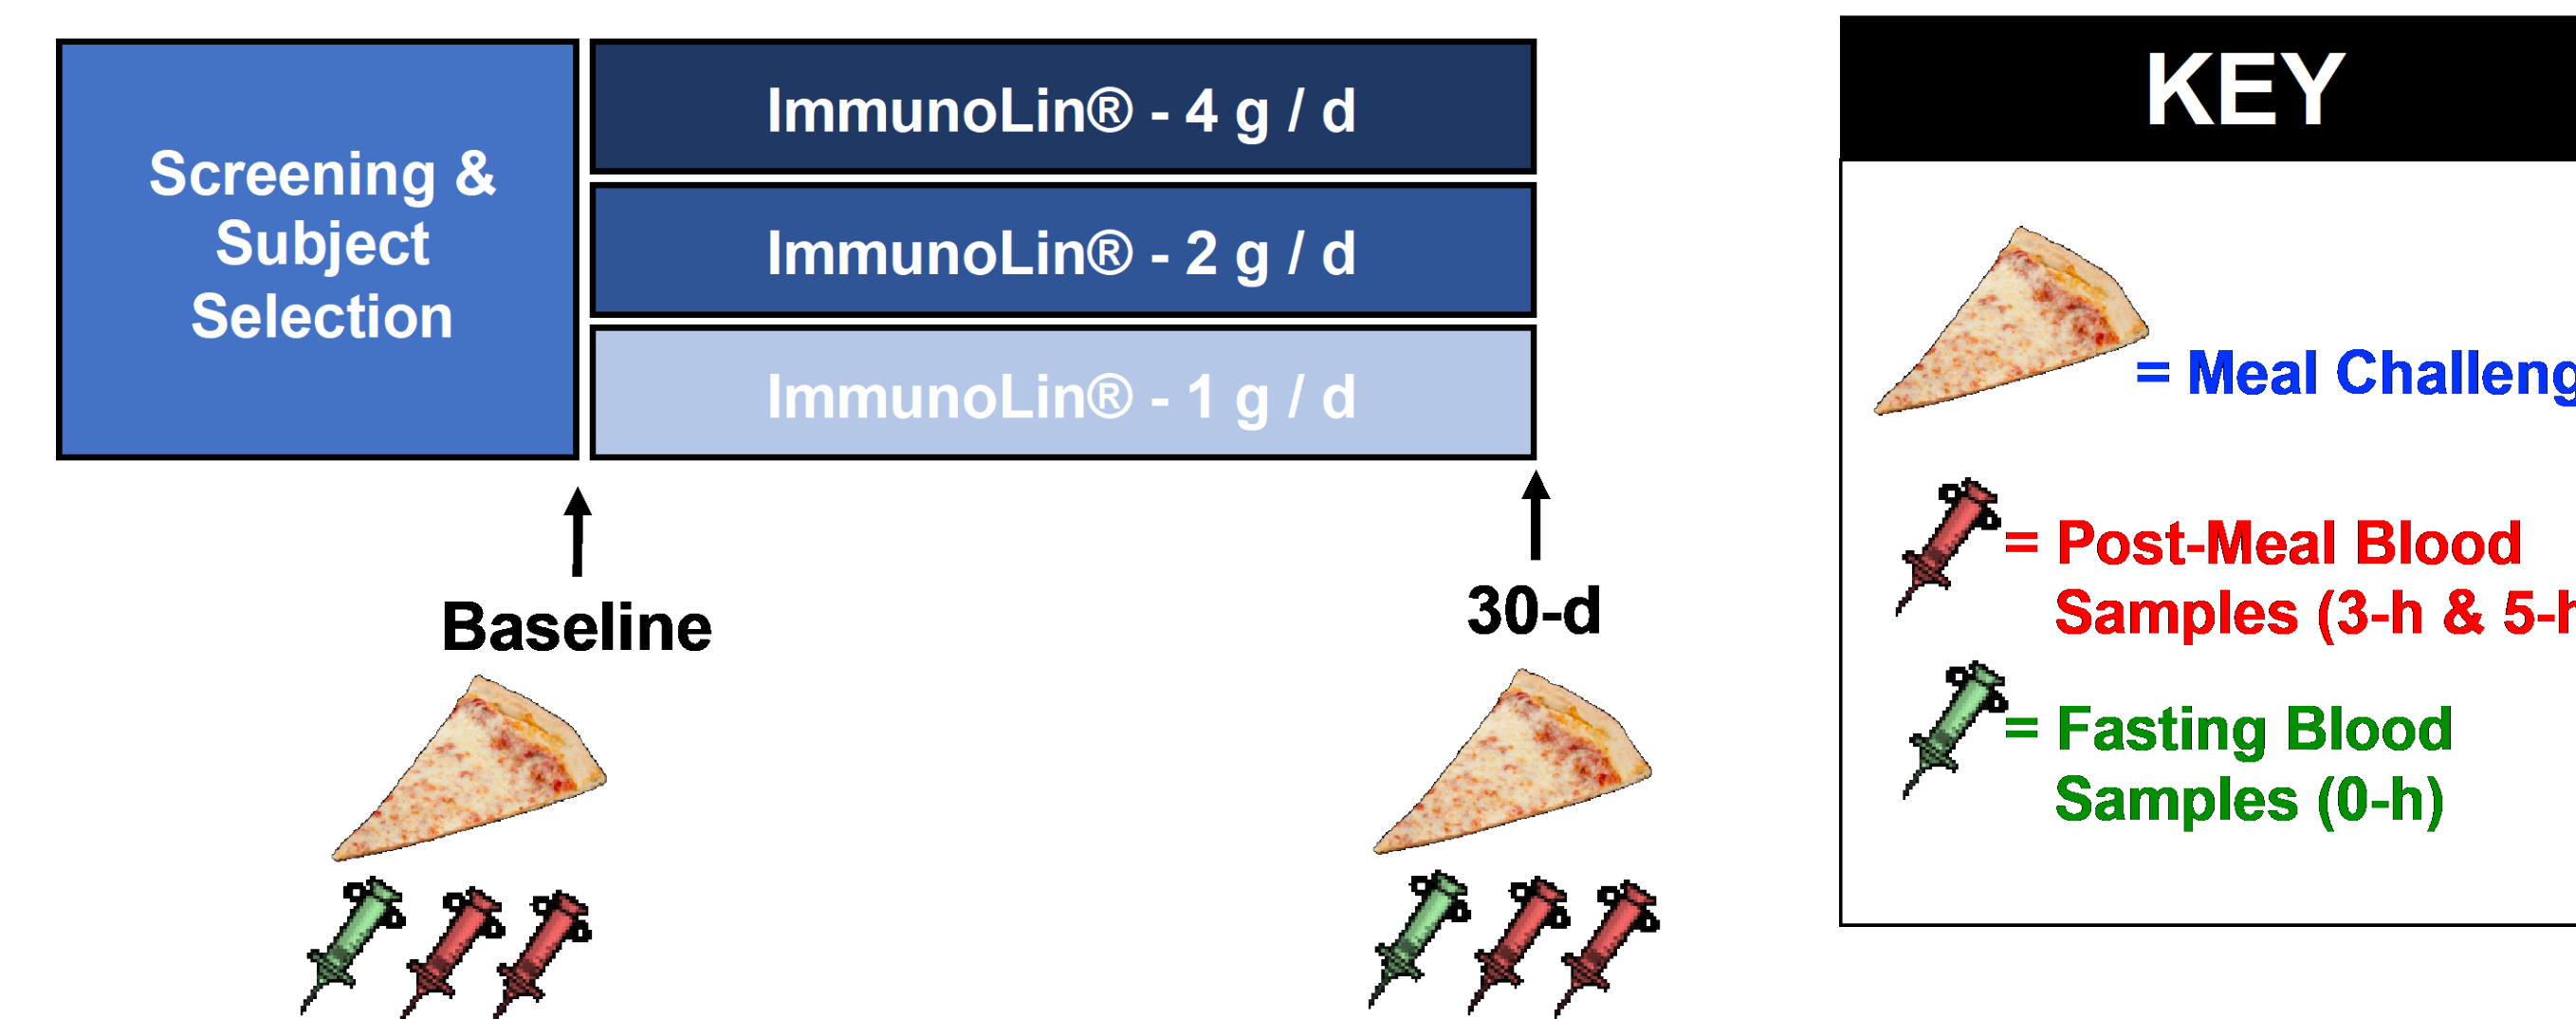 Screening &
Subject
Selection
ImmunoLin® - 4 g / d
ImmunoLin® - 2 g / d
ImmunoLin® - 1 g / d
Baseline
30-d
KEY
= Meal Challeng
= Post-Meal Blood
Samples (3-h & 5-h
= Fasting Blood
Samples (0-h)